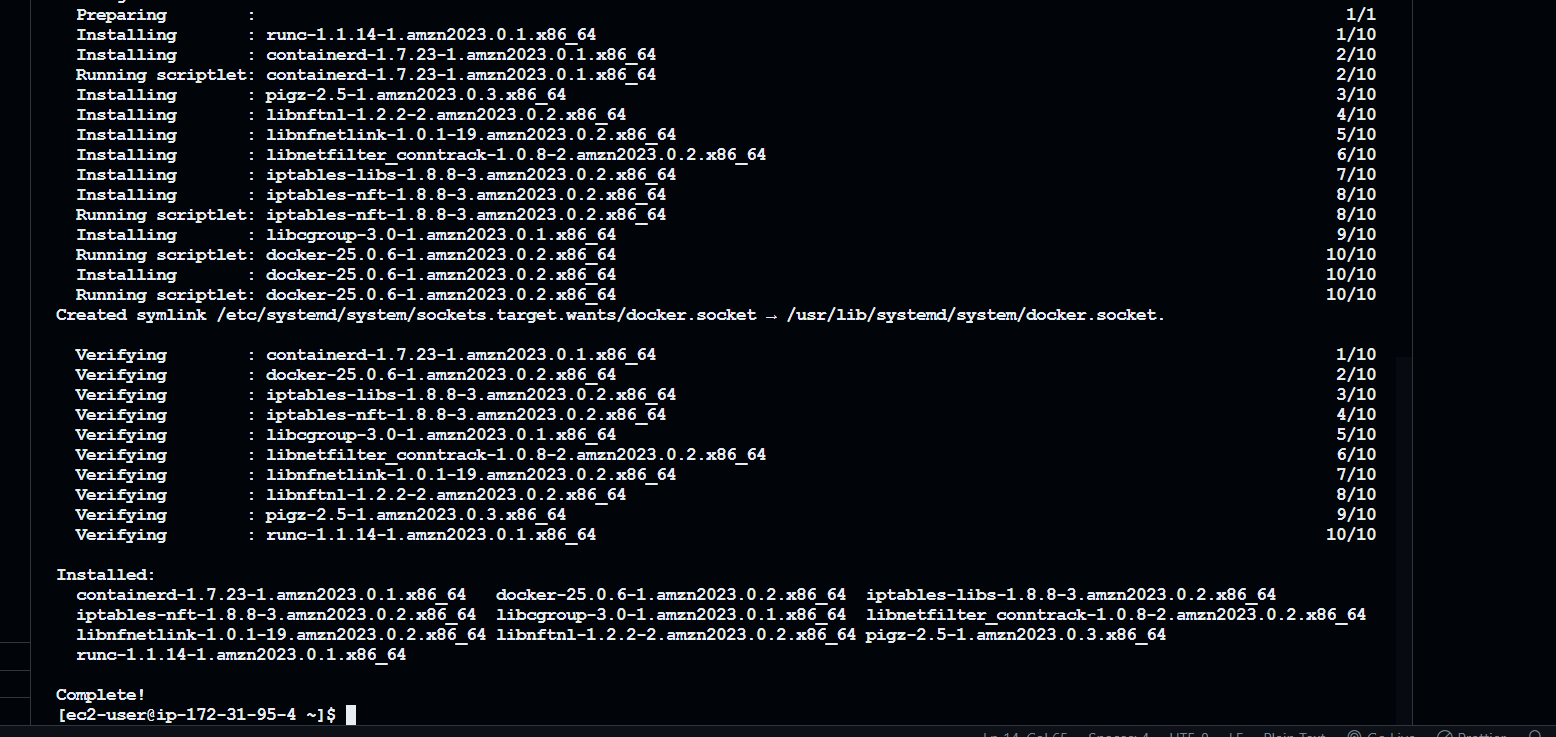 Preparing : 1/1
Installing : runc-1.1.14-1.amzn2023.0.1.x86_64 1/10
Installing : containerd-1.7.23-1.amzn2023.0.1.x86_64 2/10
Running scriptlet: containerd-1.7.23-1.amzn2023.0.1.x86_64 2/10
Installing : pigz-2.5-1.amzn2023.0.3.x86_64 3/10
Installing : libnftnl-1.2.2-2.amzn2023.0.2.x86_64 4/10
Installing : libnfnetlink-1.0.1-19.amzn2023.0.2.x86_64 5/10
Installing : libnetfilter_conntrack-1.0.8-2.amzn2023.0.2.x86_64 6/10
Installing : iptables-libs-1.8.8-3.amzn2023.0.2.x86_64 7/10
Installing : iptables-nft-1.8.8-3.amzn2023.0.2.x86_64 8/10
Running scriptlet: iptables-nft-1.8.8-3.amzn2023.0.2.x86_64 8/10
Installing : libcgroup-3.0-1.amzn2023.0.1.x86_64 9/10
Running scriptlet: docker-25.0.6-1.amzn2023.0.2.x86_64 10/10
Installing : docker-25.0.6-1.amzn2023.0.2.x86_64 10/10
Running scriptlet: docker-25.0.6-1.amzn2023.0.2.x86_64 10/10
Created symlink /etc/systemd/system/sockets.target.wants/docker.socket → /usr/lib/systemd/system/docker.socket.
Verifying : containerd-1.7.23-1.amzn2023.0.1.x86_64 1/10
Verifying : docker-25.0.6-1.amzn2023.0.2.x86_64 2/10
Verifying : iptables-libs-1.8.8-3.amzn2023.0.2.x86_64 3/10
Verifying : iptables-nft-1.8.8-3.amzn2023.0.2.x86_64 4/10
Verifying : libcgroup-3.0-1.amzn2023.0.1.x86_64 5/10
Verifying : libnetfilter_conntrack-1.0.8-2.amzn2023.0.2.x86_64 6/10
Verifying : libnfnetlink-1.0.1-19.amzn2023.0.2.x86_64 7/10
Verifying : libnftnl-1.2.2-2.amzn2023.0.2.x86_64 8/10
Verifying : pigz-2.5-1.amzn2023.0.3.x86_64 9/10
Verifying : runc-1.1.14-1.amzn2023.0.1.x86_64 10/10
Installed:
containerd-1.7.23-1.amzn2023.0.1.x86_64 docker-25.0.6-1.amzn2023.0.2.x86_64 iptables-libs-1.8.8-3.amzn2023.0.2.x86_64
iptables-nft-1.8.8-3.amzn2023.0.2.x86_64 libcgroup-3.0-1.amzn2023.0.1.x86_64 libnetfilter_conntrack-1.0.8-2.amzn2023.0.2.x86_64
libnfnetlink-1.0.1-19.amzn2023.0.2.x86_64 libnftnl-1.2.2-2.amzn2023.0.2.x86_64 pigz-2.5-1.amzn2023.0.3.x86_64
runc-1.1.14-1.amzn2023.0.1.x86_64
Complete!
[ec2-user@ip-172-31-95-4 ~]$